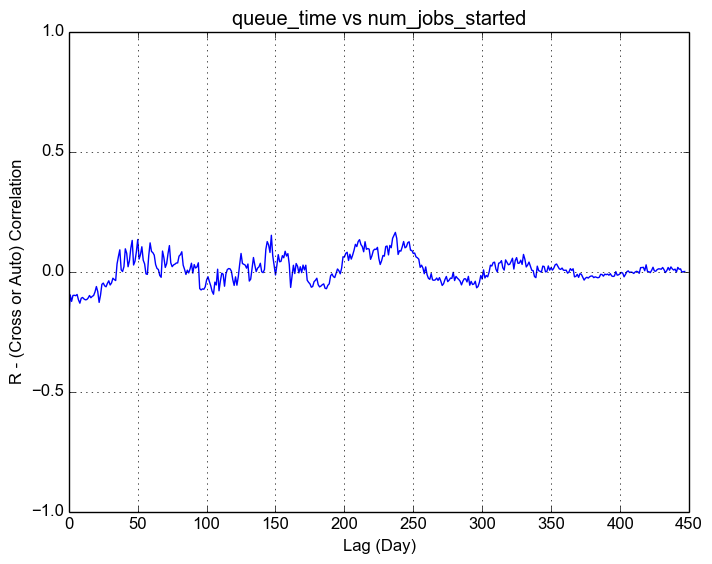 queue_time vs num_jobs_started
1.0
0.5
0.0
−0.5
−1.0
R - (Cross or Auto) Correlation
0 50 100 150 200 250 300 350 400 450
Lag (Day)